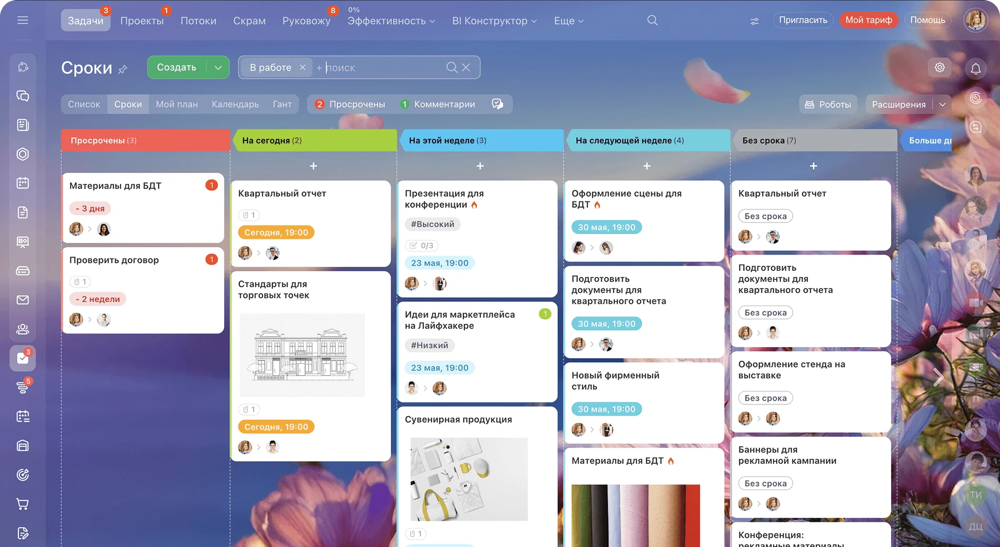 3
1
8
0%
Задачи
Проекты
Потоки
Скрам
Руковожу
Эффективность
BI Конструктор
Еще
Пригласить
Мой тариф
Помощь
Сроки
Создать
В работе
+ поиск
Список
Сроки
Мой план
Календарь
Гант
2 Просрочены
1 Комментарии
Роботы
Расширения
Просрочены (3)
На сегодня (2)
На этой неделе (3)
На следующей неделе (4)
Без срока (7)
Больше дв
Материалы для БДТ
1
- 3 дня
Проверить договор
1
1
- 2 недели
Квартальный отчет
1
Сегодня, 19:00
Стандарты для
торговых точек
1
Сегодня, 19:00
Презентация для
конференции
#Высокий
0/3
23 мая, 19:00
Идеи для маркетплейса
на Лайфхакере
1
#Низкий
23 мая, 19:00
Сувенирная продукция
1
Оформление сцены для
БДТ
30 мая, 19:00
Подготовить
документы для
квартального отчета
30 мая, 19:00
Новый фирменный
стиль
30 мая, 19:00
Материалы для БДТ
Квартальный отчет
Без срока
Подготовить
документы для
квартального отчета
Без срока
Оформление стенда на
выставке
Без срока
Баннеры для
рекламной кампании
Без срока
Конференция:
рекламные материалы
3
5
П
ТИ
ДЦ